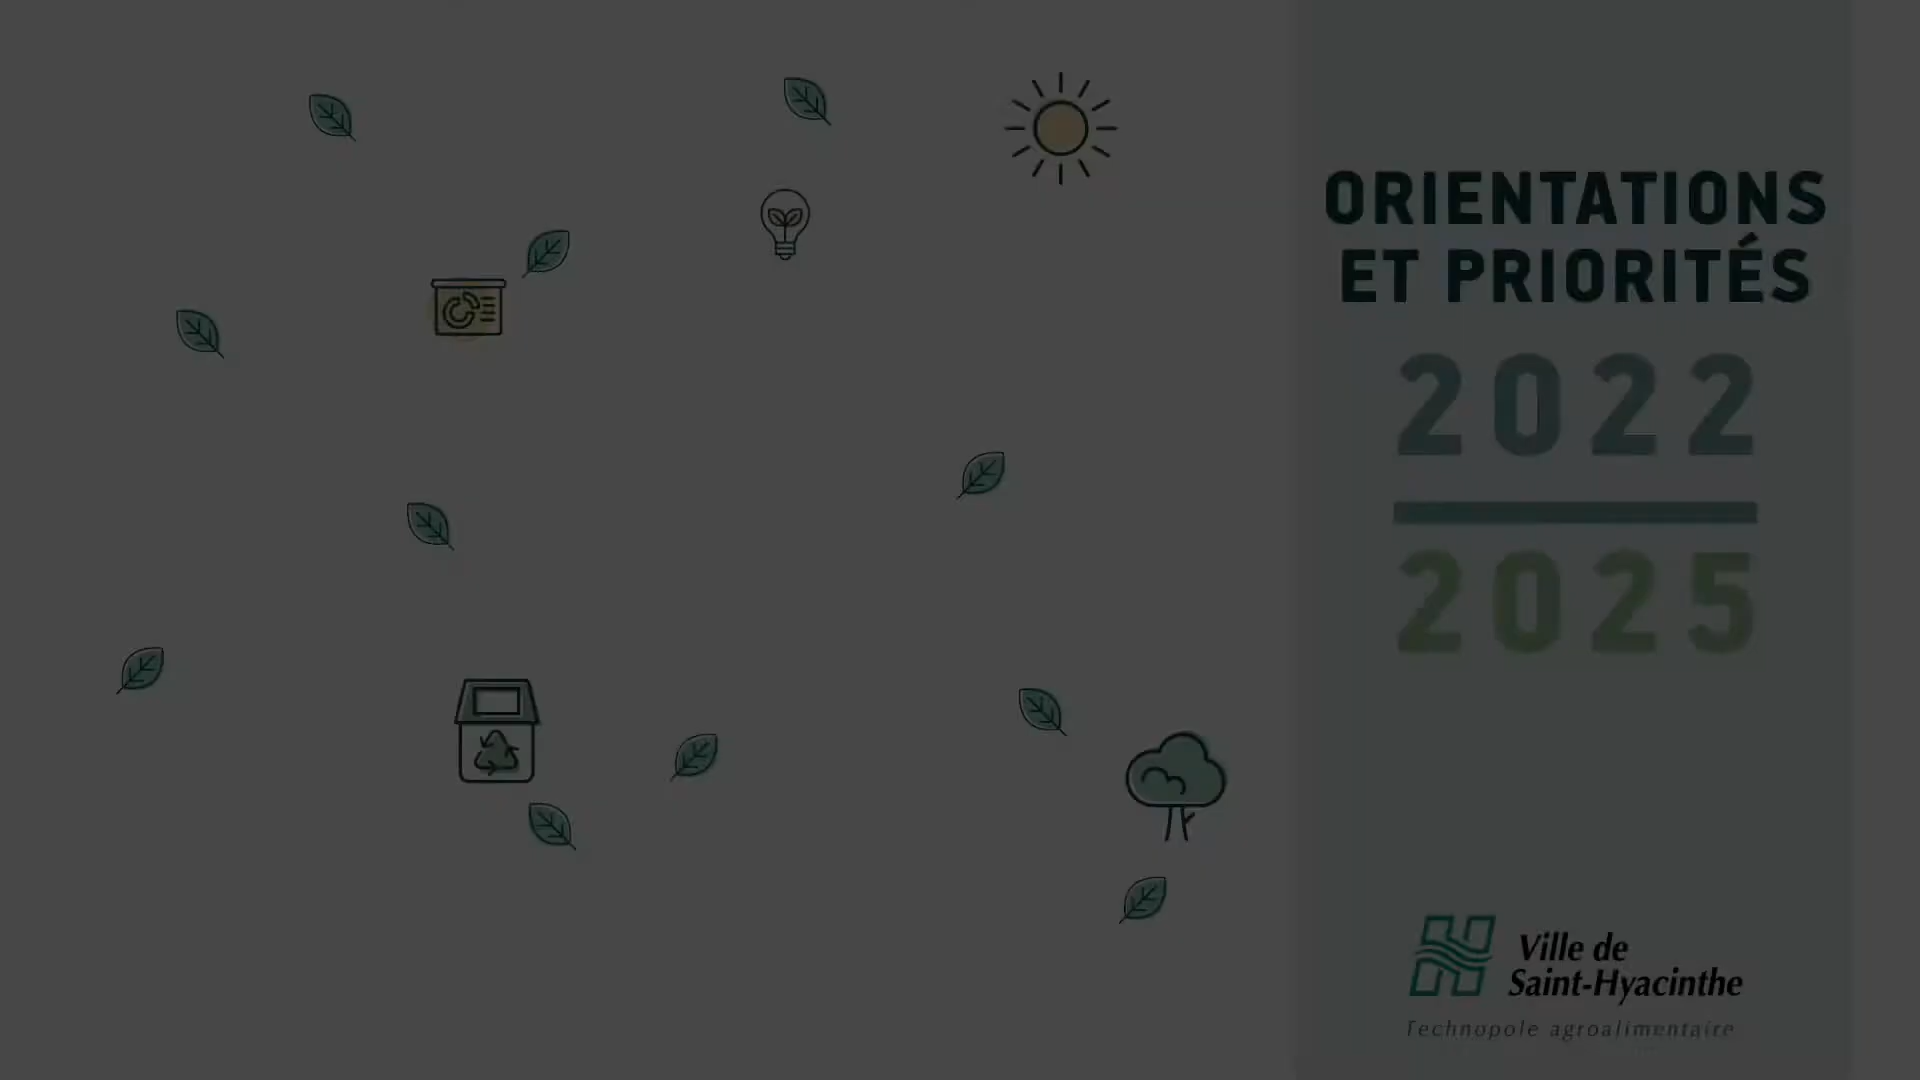 ORIENTATIONS
ET PRIORITÉS
2022
2025
Ville de
Saint-Hyacinthe
Technopole agroalimentaire